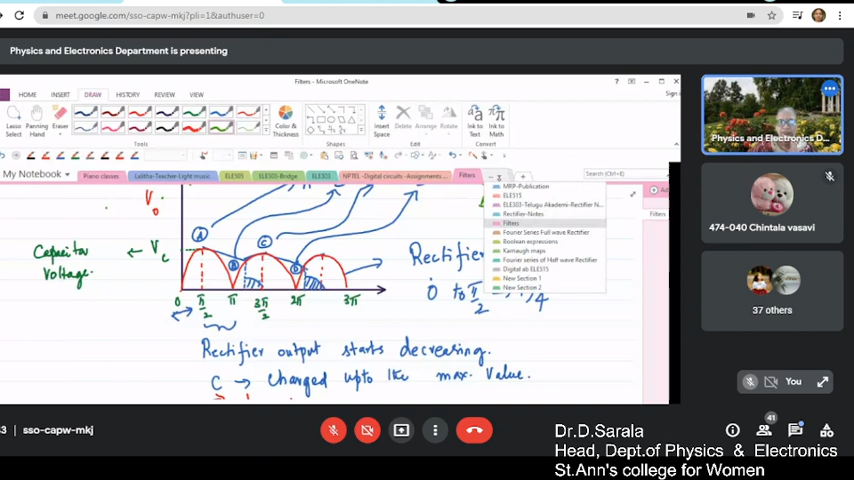 meet.google.com/sso-capw-mkj?pli=1&authuser=0
Physics and Electronics Department is presenting
Filters - Microsoft OneNote
HOME INSERT DRAW HISTORY REVIEW VIEW
Sign
Lasso Select
Panning Hand
Eraser
Color & Thickness
Insert Space
Delete
Arrange
Ink to Text
Ink to Math
Tools
Shapes
Edit
Convert
My Notebook
Piano classes
Lalitha-Teacher-Light music
ELE505
ELE503-Bridge
ELE303
NPTEL -Digital circuits -Assignments...
Filters
Search (Ctrl+E)
MRP-Publication
ELE515
ELE303-Telugu Akademi-Rectifier N...
Rectifier-Notes
Filters
Fourier Series Full wave Rectifier
Boolean expressions
Karnaugh maps
Fourier series of Half wave Rectifier
Digital ab ELE515
New Section 1
New Section 2
Add
Filters
V₀
Capacitor Voltage
← Vc
A B C D
0 π/2 π 3π/2 2π 3π
Rectifier
0 to π/2
Rectifier output starts decreasing.
C → charged upto the max. value.
Physics and Electronics D...
474-040 Chintala vasavi
37 others
You
41
sso-capw-mkj
Dr.D.Sarala
Head, Dept.of Physics & Electronics
St.Ann's college for Women